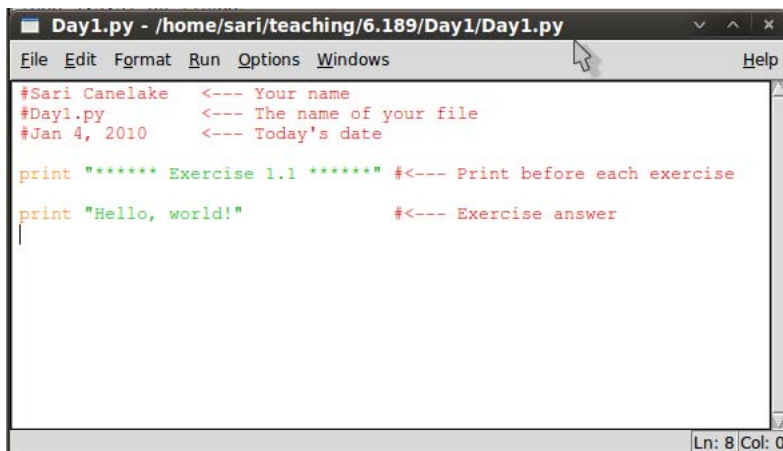 Day1.py - /home/sari/teaching/6.189/Day1/Day1.py
File Edit Format Run Options Windows Help
#Sari Canelake <--- Your name
#Day1.py <--- The name of your file
#Jan 4, 2010 <--- Today's date
print "****** Exercise 1.1 ******" #<--- Print before each exercise
print "Hello, world!" #<--- Exercise answer
Ln: 8 Col: 0